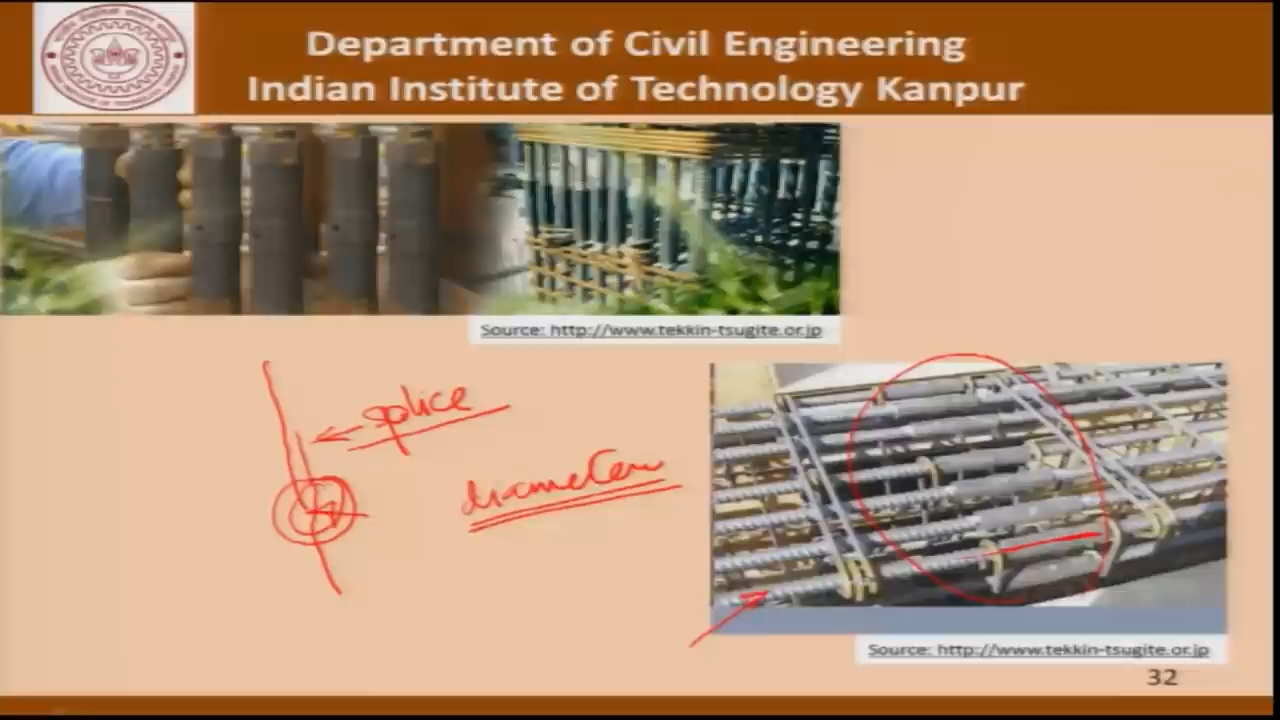 Department of Civil Engineering
Indian Institute of Technology Kanpur
Source: http://www.tekkin-tsugite.or.jp
splice
diameter
Source: http://www.tekkin-tsugite.or.jp
32